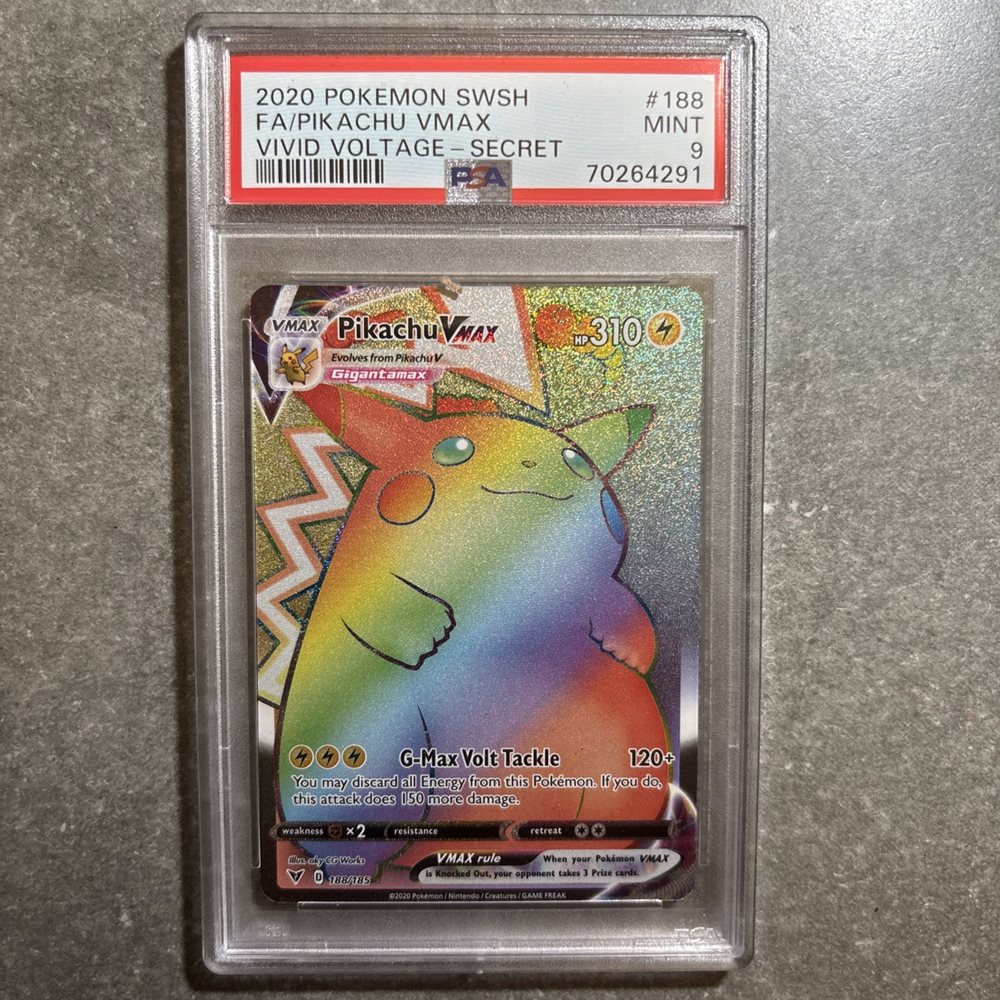 2020 POKEMON SWSH #188
FA/PIKACHU VMAX MINT
VIVID VOLTAGE-SECRET 9
PSA 70264291
VMAX Pikachu VMAX HP 310
Evolves from Pikachu V
Gigantamax
G-Max Volt Tackle 120+
You may discard all Energy from this Pokémon. If you do,
this attack does 150 more damage.
weakness ×2 resistance retreat
Illus. aky CG Works
VMAX rule When your Pokémon VMAX
is Knocked Out, your opponent takes 3 Prize cards.
D 188/185
©2020 Pokémon / Nintendo / Creatures / GAME FREAK
PSA